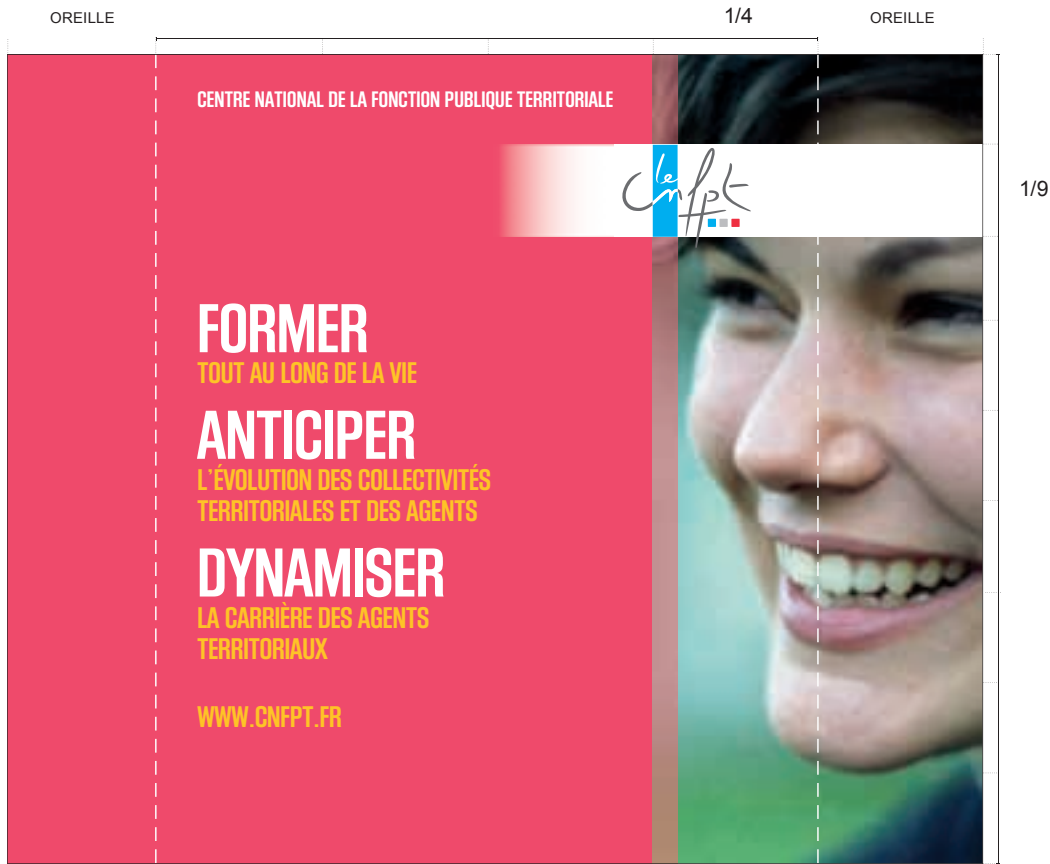 OREILLE
1/4
OREILLE
CENTRE NATIONAL DE LA FONCTION PUBLIQUE TERRITORIALE
le cnfpt
1/9
FORMER
TOUT AU LONG DE LA VIE
ANTICIPER
L'ÉVOLUTION DES COLLECTIVITÉS
TERRITORIALES ET DES AGENTS
DYNAMISER
LA CARRIÈRE DES AGENTS
TERRITORIAUX
WWW.CNFPT.FR